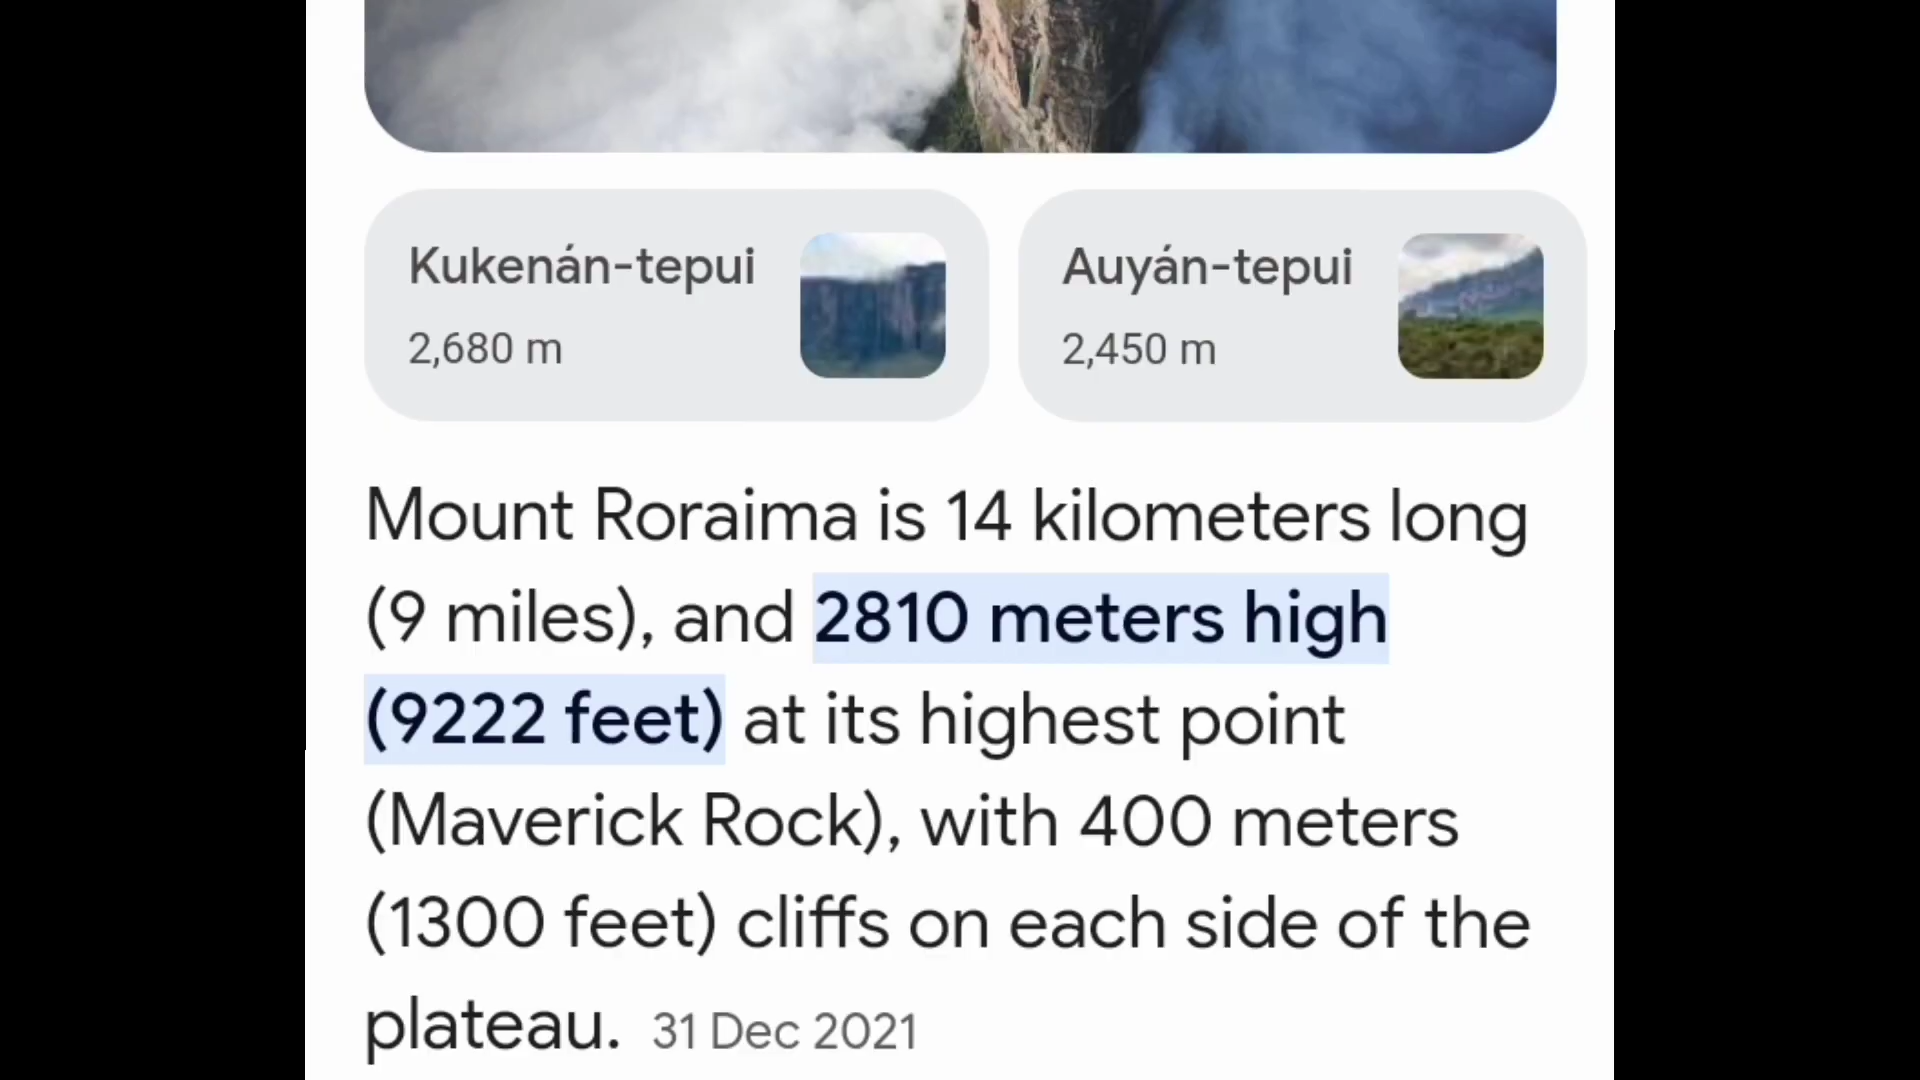 Kukenán-tepui
2,680 m
Auyán-tepui
2,450 m
Mount Roraima is 14 kilometers long
(9 miles), and 2810 meters high
(9222 feet) at its highest point
(Maverick Rock), with 400 meters
(1300 feet) cliffs on each side of the
plateau. 31 Dec 2021